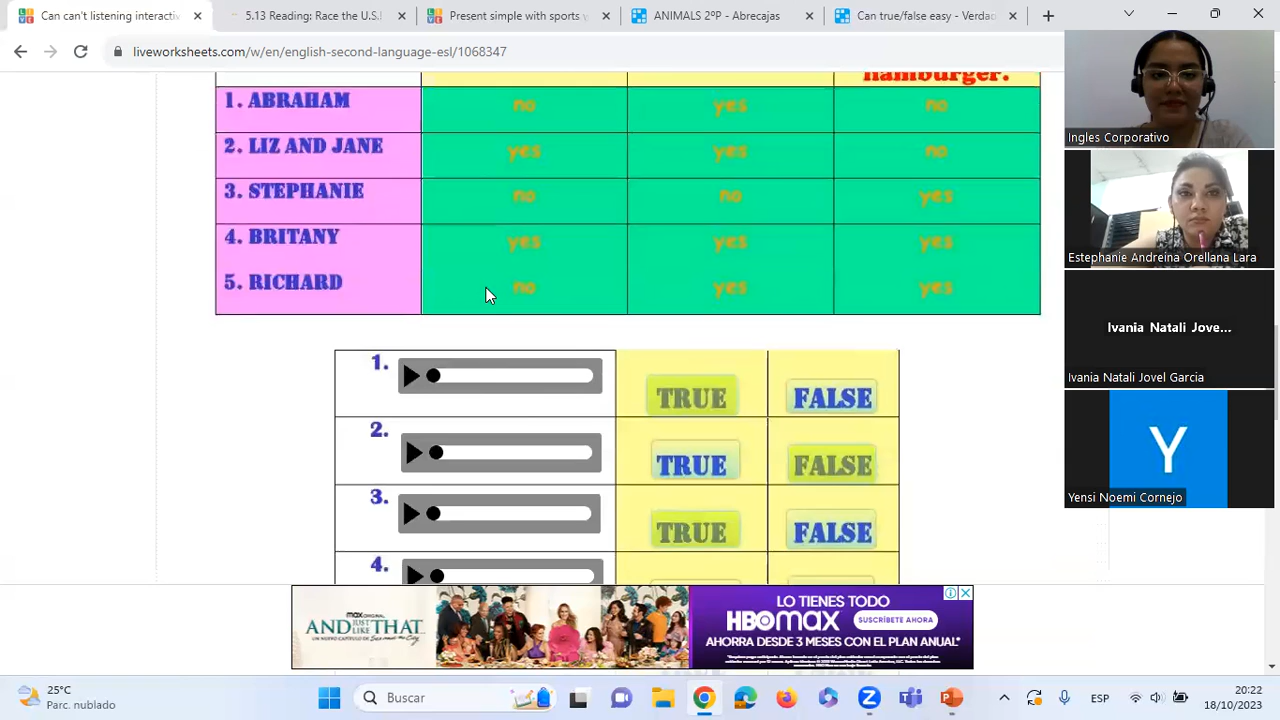 Can can't listening interactiv
5.13 Reading: Race the U
Present simple with sports
ANIMALS 2º - Abrecajas
Can true/false easy - Verdad
liveworksheets.com/w/en/english-second-language-esl/1068347
hamburger.
1. ABRAHAM no yes no
2. LIZ AND JANE yes yes no
3. STEPHANIE no no yes
4. BRITANY yes yes yes
5. RICHARD no yes yes
1. TRUE FALSE
2. TRUE FALSE
3. TRUE FALSE
4.
Ingles Corporativo
Estephanie Andreina Orellana Lara
Ivania Natali Jove...
Ivania Natali Jovel Garcia
Y
Yensi Noemi Cornejo
max ORIGINAL
AND JUST LIKE THAT
LO TIENES TODO
HBOmax SUSCRÍBETE AHORA
AHORA DESDE 3 MESES CON EL PLAN ANUAL*
25°C
Parc. nublado
Buscar
ESP
20:22
18/10/2023